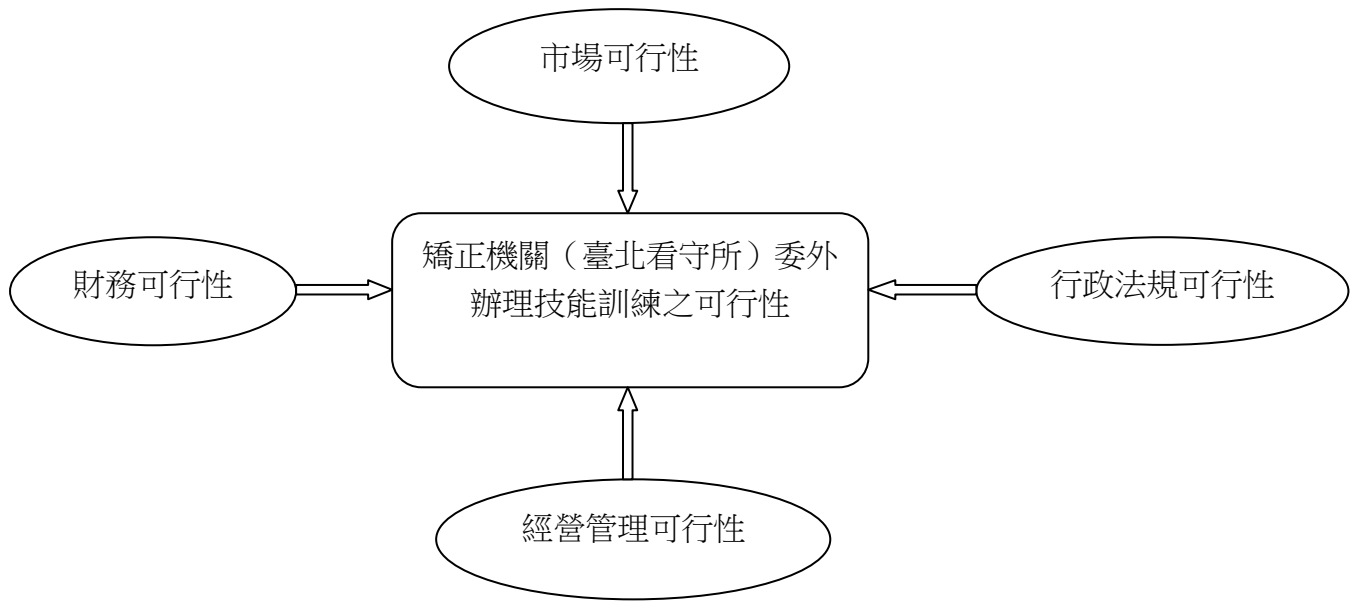 市場可行性
矯正機關（臺北看守所）委外
辦理技能訓練之可行性
財務可行性
行政法規可行性
經營管理可行性